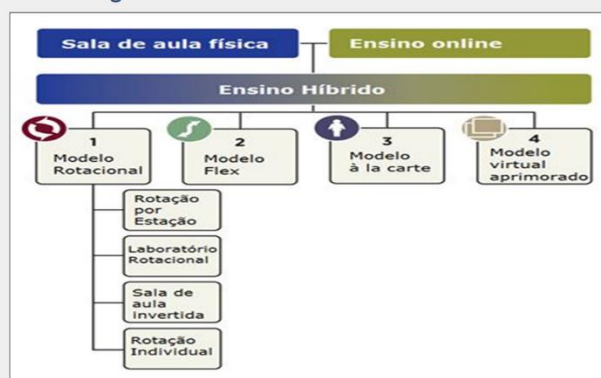 Sala de aula física
Ensino online
Ensino Híbrido
1
Modelo
Rotacional
2
Modelo
Flex
3
Modelo
à la carte
4
Modelo
virtual
aprimorado
Rotação
por
Estação
Laboratório
Rotacional
Sala de
aula
invertida
Rotação
Individual